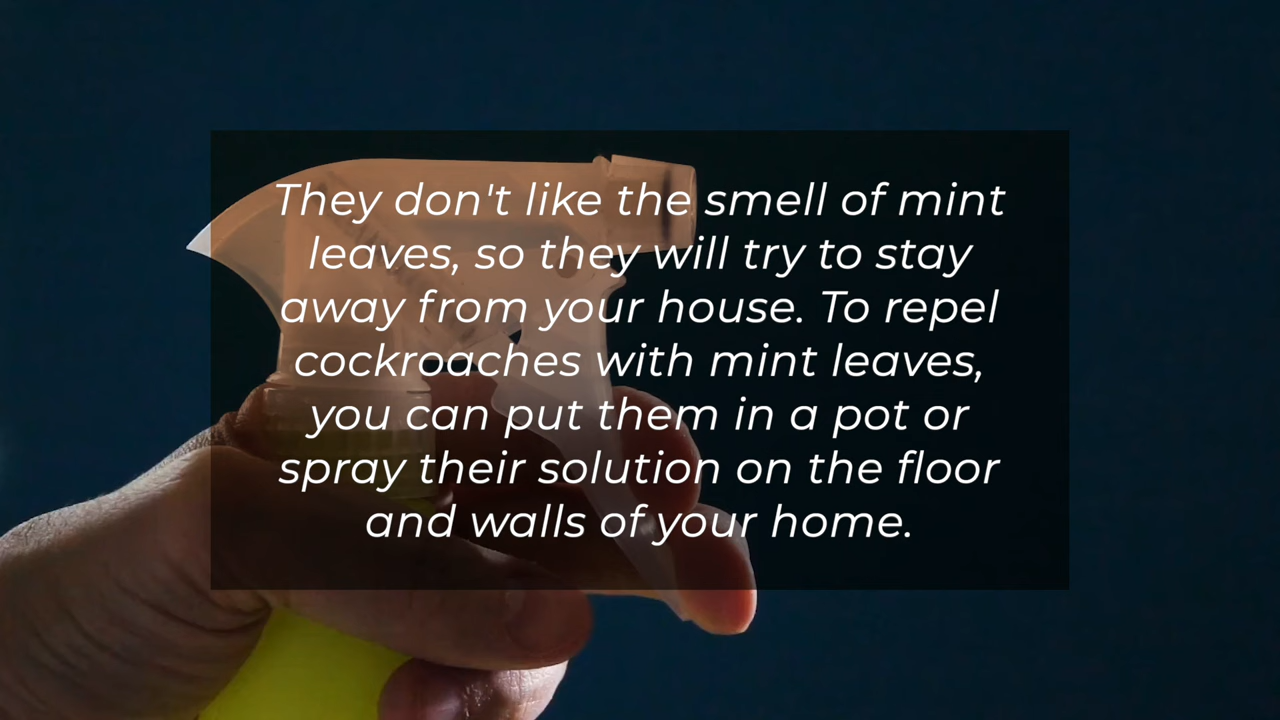 They don't like the smell of mint
leaves, so they will try to stay
away from your house. To repel
cockroaches with mint leaves,
you can put them in a pot or
spray their solution on the floor
and walls of your home.